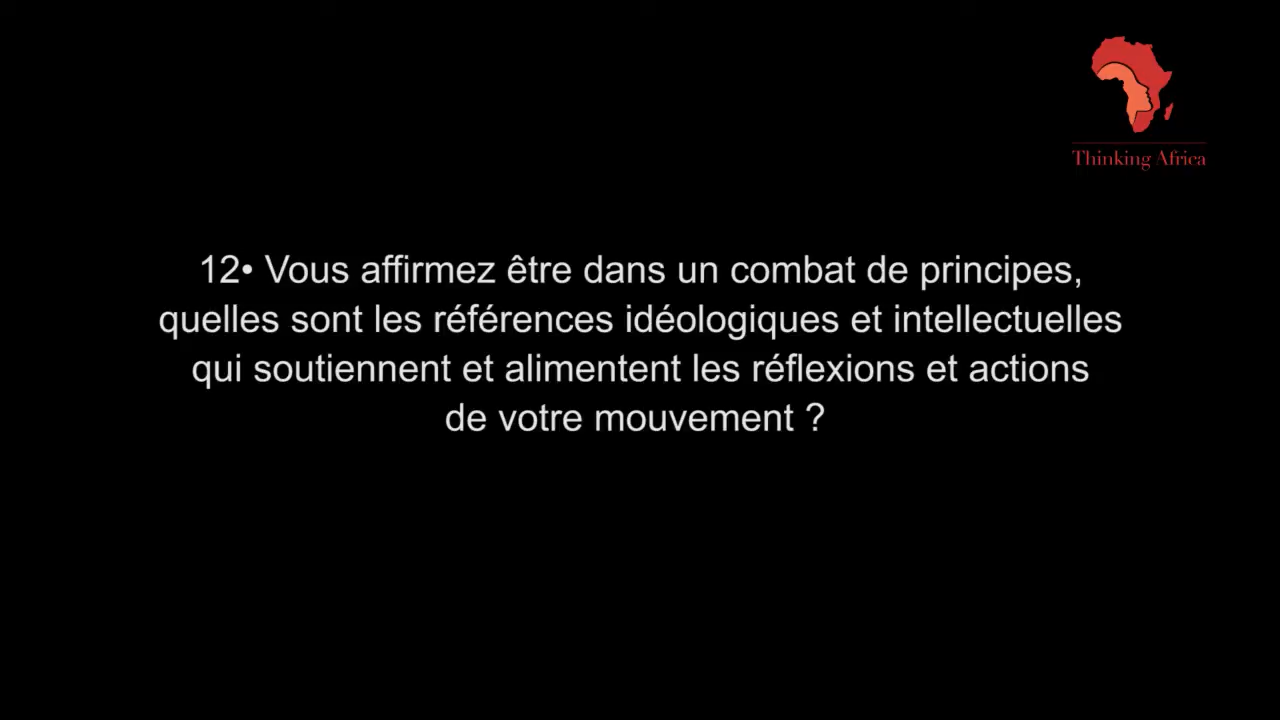 Thinking Africa
12• Vous affirmez être dans un combat de principes,
quelles sont les références idéologiques et intellectuelles
qui soutiennent et alimentent les réflexions et actions
de votre mouvement ?